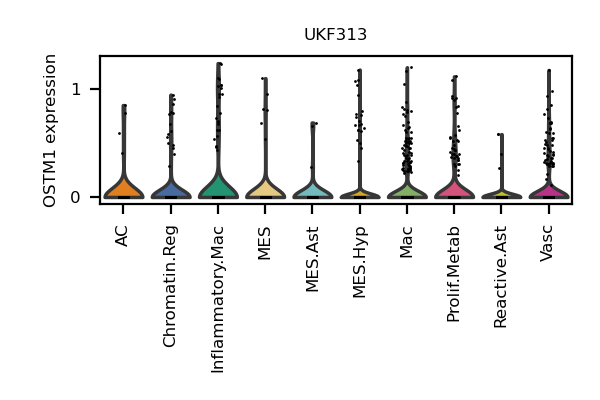 UKF313
OSTM1 expression
1
0
AC
Chromatin.Reg
Inflammatory.Mac
MES
MES.Ast
MES.Hyp
Mac
Prolif.Metab
Reactive.Ast
Vasc